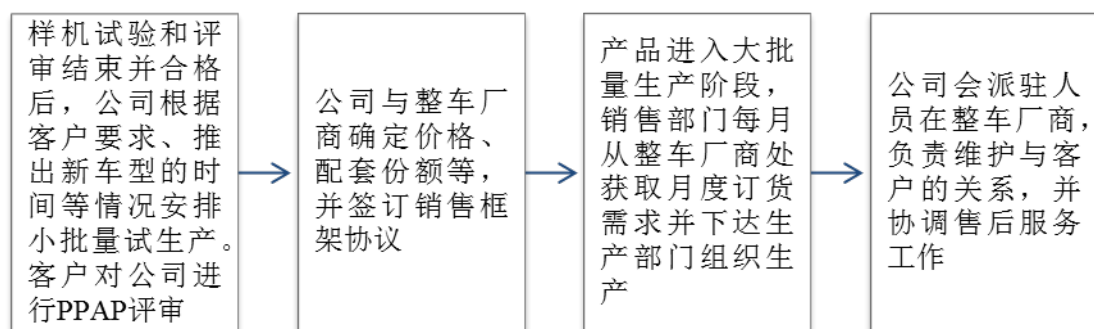 样机试验和评
审结束并合格
后，公司根据
客户要求、推
出新车型的时
间等情况安排
小批量试生产。
客户对公司进
行PPAP评审
公司与整车厂
商确定价格、
配套份额等，
并签订销售框
架协议
产品进入大批
量生产阶段，
销售部门每月
从整车厂商处
获取月度订货
需求并下达生
产部门组织生
产
公司会派驻人
员在整车厂商，
负责维护与客
户的关系，并
协调售后服务
工作